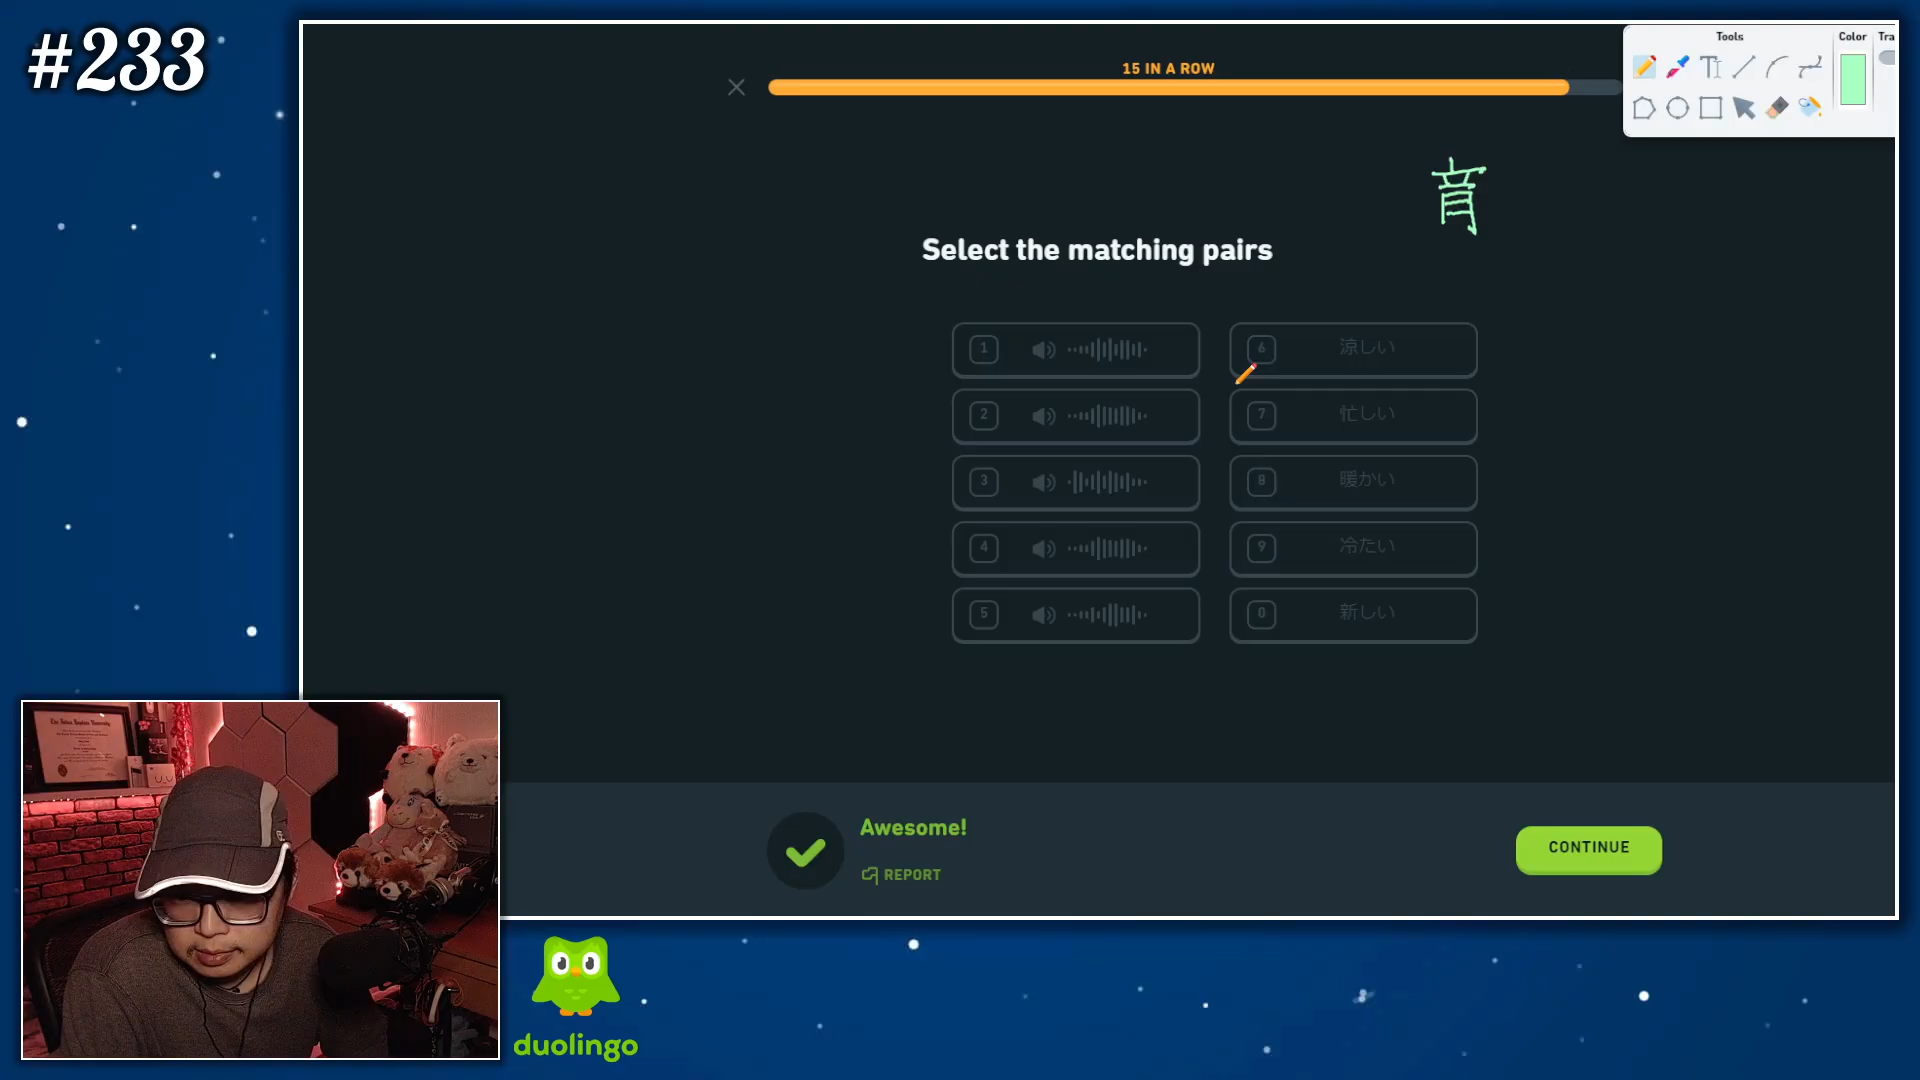 #233
15 IN A ROW
Tools
Color
Tra
Select the matching pairs
1
6 涼しい
2
7 忙しい
3
8 暖かい
4
9 冷たい
5
0 新しい
Awesome!
REPORT
CONTINUE
duolingo